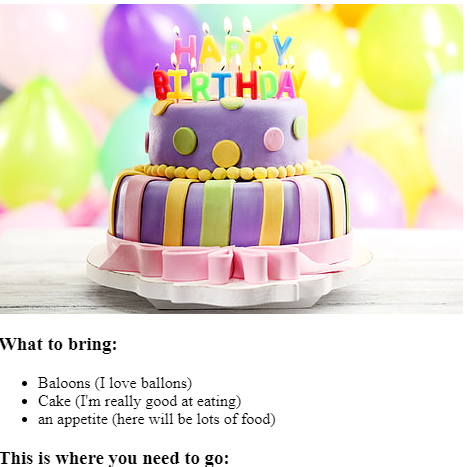 HAPPY
BIRTHDAY
What to bring:
Baloons (I love ballons)
Cake (I'm really good at eating)
an appetite (here will be lots of food)
This is where you need to go: